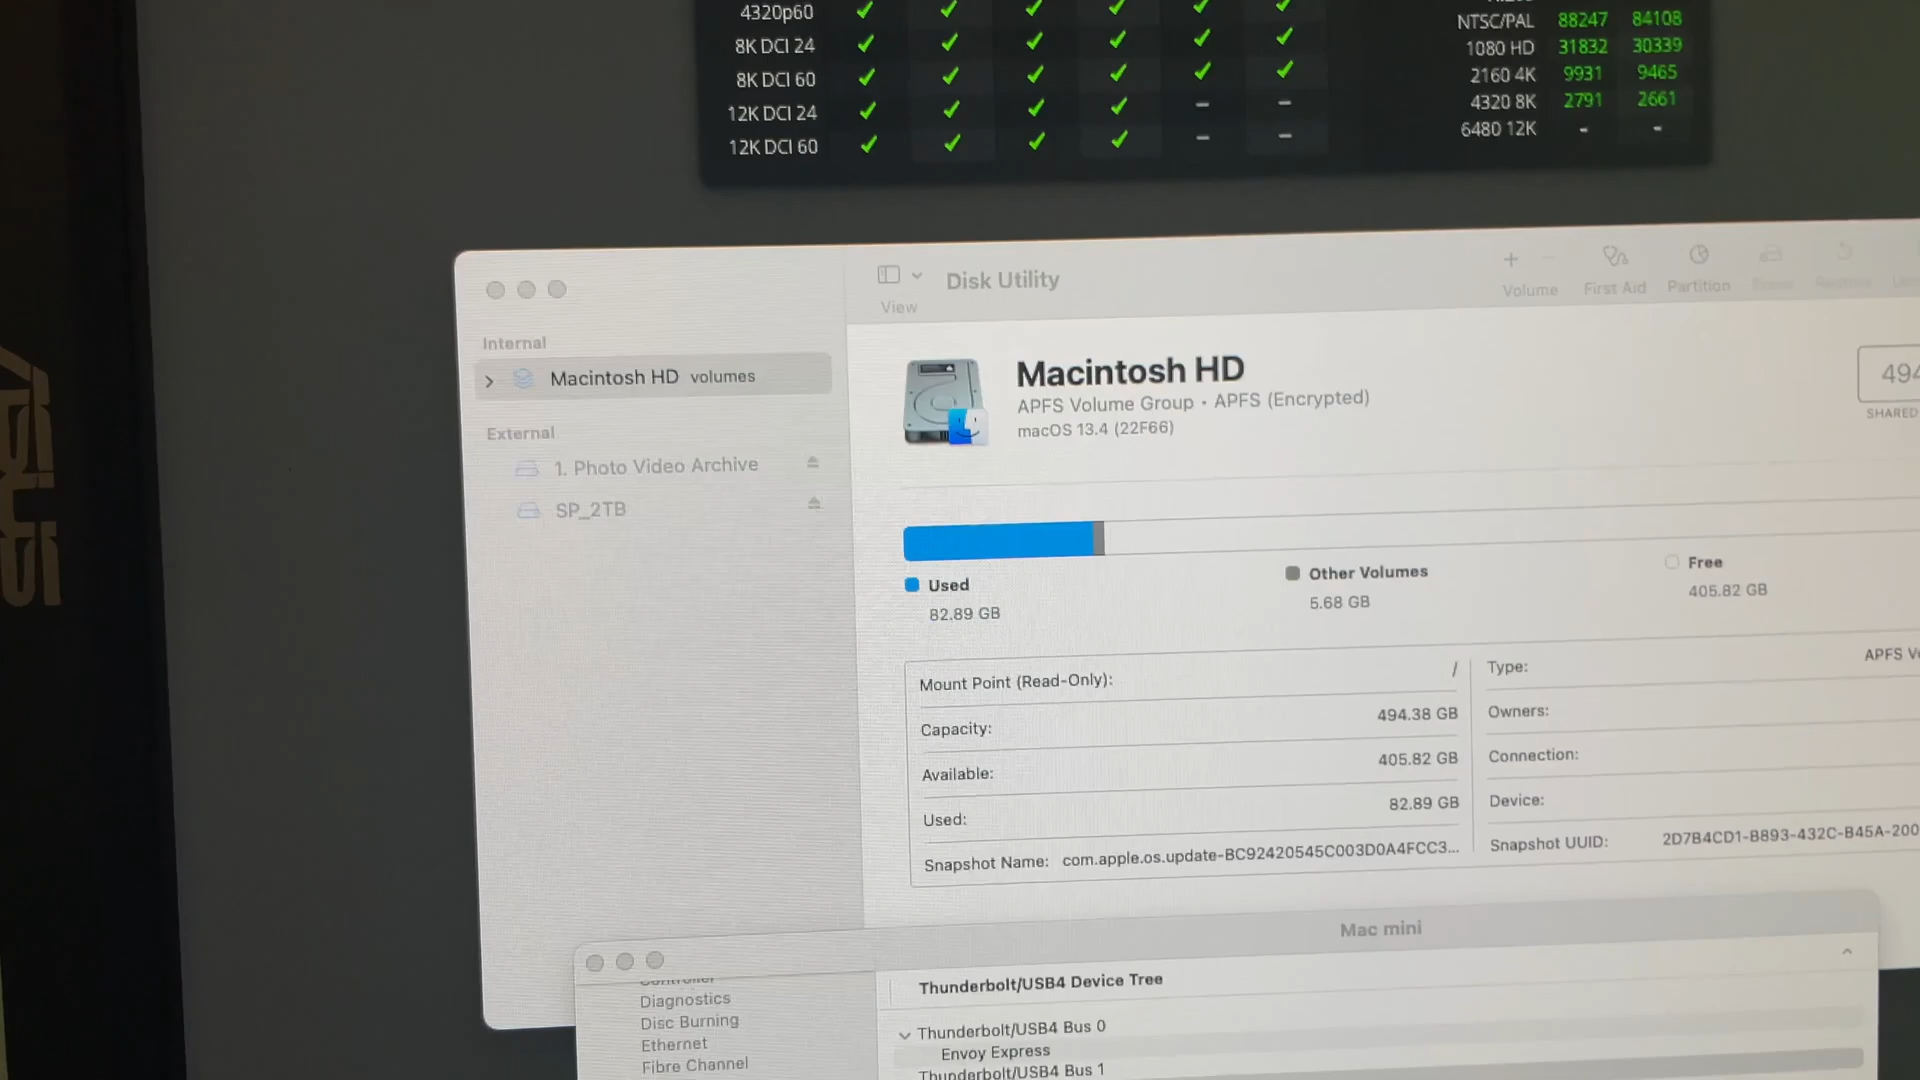 4320p60
8K DCI 24
8K DCI 60
12K DCI 24 - -
12K DCI 60 - -
NTSC/PAL 88247 84108
1080 HD 31832 30339
2160 4K 9931 9465
4320 8K 2791 2661
6480 12K - -
ASUS
View
Disk Utility
Volume
First Aid
Partition
Internal
Macintosh HD volumes
External
1. Photo Video Archive
SP_2TB
Macintosh HD
APFS Volume Group • APFS (Encrypted)
macOS 13.4 (22F66)
494
SHARED
Used
82.89 GB
Other Volumes
5.68 GB
Free
405.82 GB
Mount Point (Read-Only): /
Capacity: 494.38 GB
Available: 405.82 GB
Used: 82.89 GB
Snapshot Name: com.apple.os.update-BC92420545C003D0A4FCC3...
Type: APFS Vo
Owners:
Connection:
Device:
Snapshot UUID: 2D7B4CD1-B893-432C-B45A-200
Mac mini
Diagnostics
Disc Burning
Ethernet
Fibre Channel
Thunderbolt/USB4 Device Tree
Thunderbolt/USB4 Bus 0
Envoy Express
Thunderbolt/USB4 Bus 1